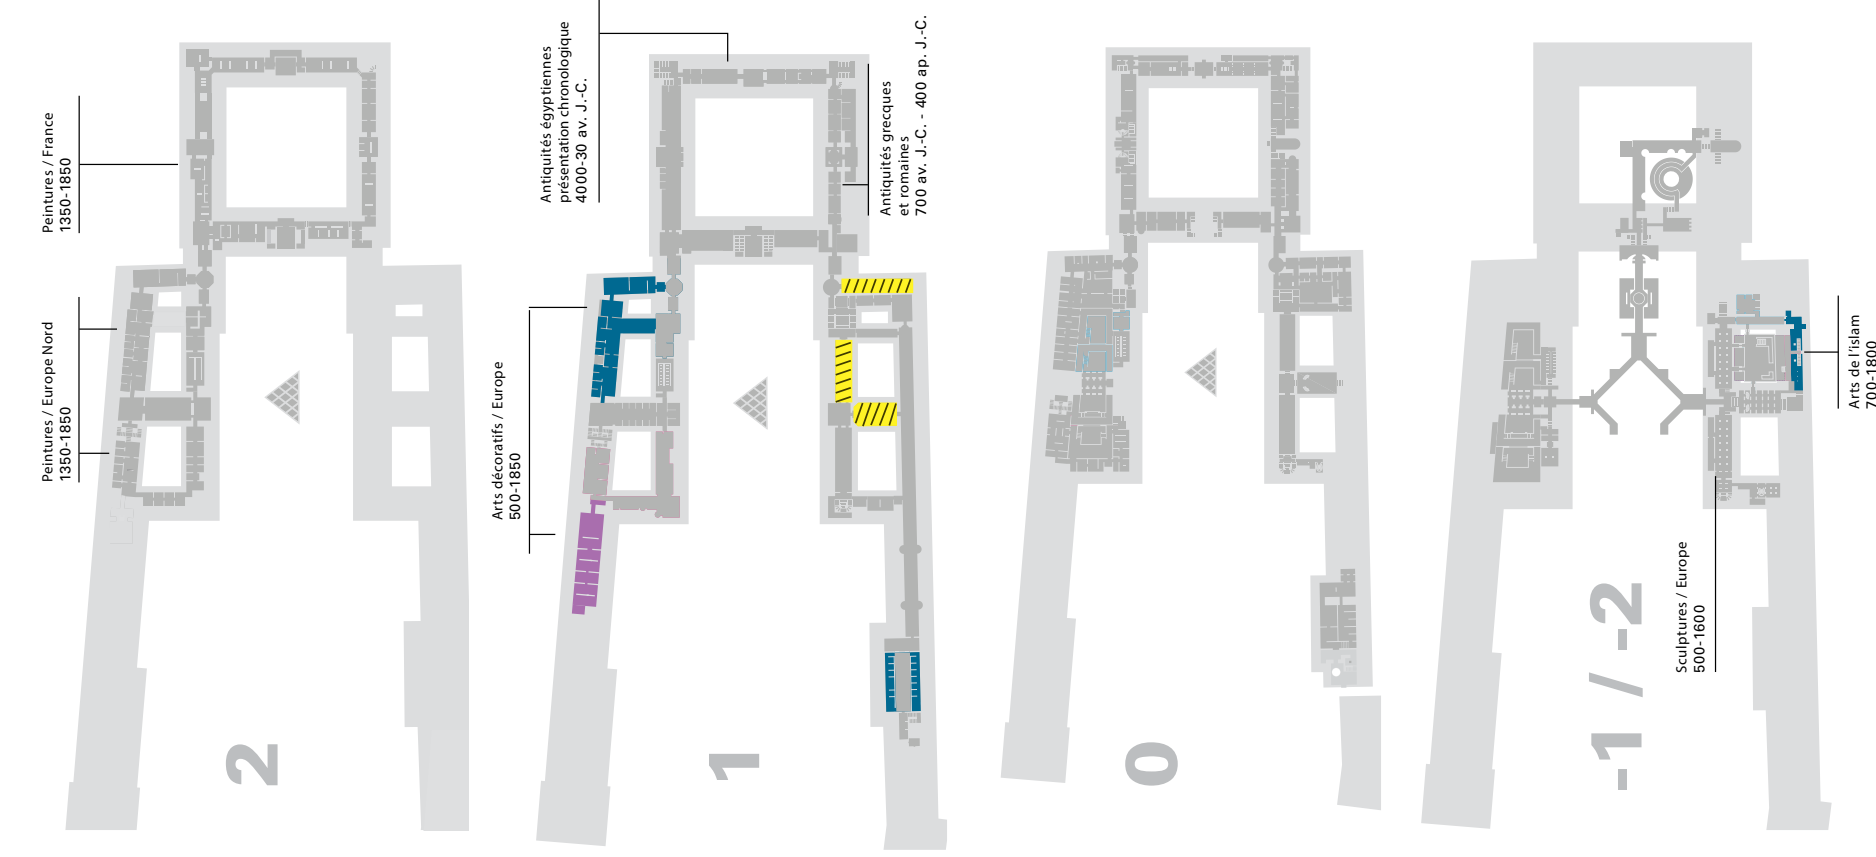 Peintures / France
1350-1850
Peintures / Europe Nord
1350-1850
2
Antiquités égyptiennes
présentation chronologique
4000-30 av. J.-C.
Antiquités grecques
et romaines
700 av. J.-C. - 400 ap. J.-C.
Arts décoratifs / Europe
500-1850
1
0
Arts de l'islam
700-1800
Sculptures / Europe
500-1600
-1 / -2